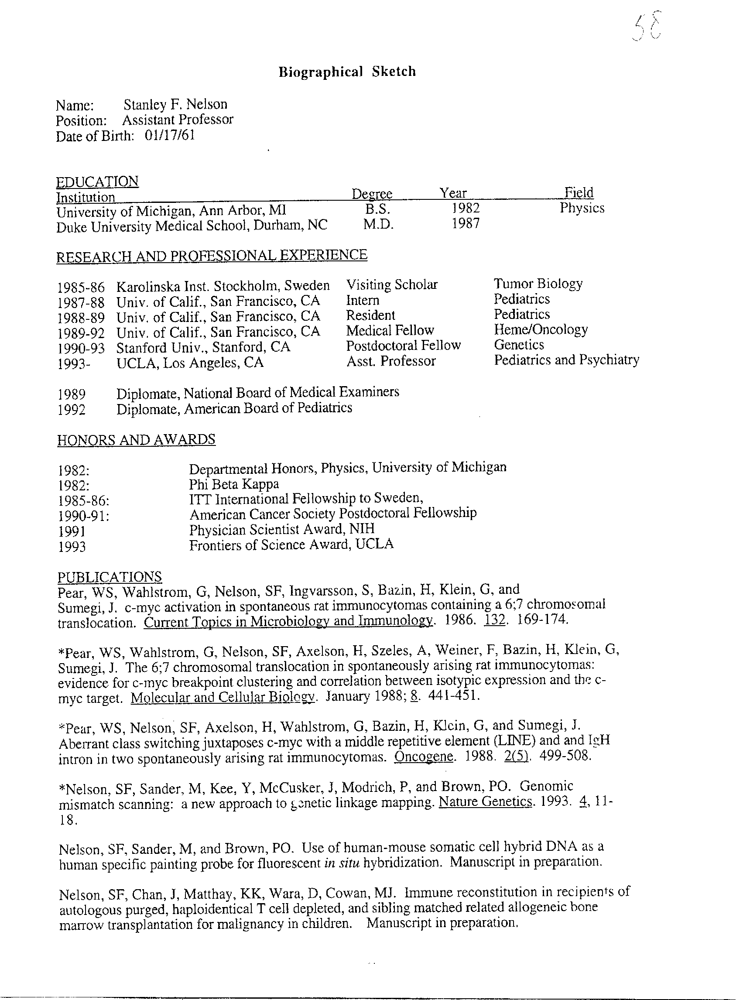 58
Biographical Sketch
Name: Stanley F. Nelson
Position: Assistant Professor
Date of Birth: 01/17/61
EDUCATION
Institution Degree Year Field
University of Michigan, Ann Arbor, MI B.S. 1982 Physics
Duke University Medical School, Durham, NC M.D. 1987
RESEARCH AND PROFESSIONAL EXPERIENCE
1985-86 Karolinska Inst. Stockholm, Sweden Visiting Scholar Tumor Biology
1987-88 Univ. of Calif., San Francisco, CA Intern Pediatrics
1988-89 Univ. of Calif., San Francisco, CA Resident Pediatrics
1989-92 Univ. of Calif., San Francisco, CA Medical Fellow Heme/Oncology
1990-93 Stanford Univ., Stanford, CA Postdoctoral Fellow Genetics
1993- UCLA, Los Angeles, CA Asst. Professor Pediatrics and Psychiatry
1989 Diplomate, National Board of Medical Examiners
1992 Diplomate, American Board of Pediatrics
HONORS AND AWARDS
1982: Departmental Honors, Physics, University of Michigan
1982: Phi Beta Kappa
1985-86: ITT International Fellowship to Sweden,
1990-91: American Cancer Society Postdoctoral Fellowship
1991 Physician Scientist Award, NIH
1993 Frontiers of Science Award, UCLA
PUBLICATIONS
Pear, WS, Wahlstrom, G, Nelson, SF, Ingvarsson, S, Bazin, H, Klein, G, and
Sumegi, J. c-myc activation in spontaneous rat immunocytomas containing a 6;7 chromosomal
translocation. Current Topics in Microbiology and Immunology. 1986. 132. 169-174.
*Pear, WS, Wahlstrom, G, Nelson, SF, Axelson, H, Szeles, A, Weiner, F, Bazin, H, Klein, G,
Sumegi, J. The 6;7 chromosomal translocation in spontaneously arising rat immunocytomas:
evidence for c-myc breakpoint clustering and correlation between isotypic expression and the c-
myc target. Molecular and Cellular Biology. January 1988; 8. 441-451.
*Pear, WS, Nelson, SF, Axelson, H, Wahlstrom, G, Bazin, H, Klein, G, and Sumegi, J.
Aberrant class switching juxtaposes c-myc with a middle repetitive element (LINE) and and IgH
intron in two spontaneously arising rat immunocytomas. Oncogene. 1988. 2(5). 499-508.
*Nelson, SF, Sander, M, Kee, Y, McCusker, J, Modrich, P, and Brown, PO. Genomic
mismatch scanning: a new approach to genetic linkage mapping. Nature Genetics. 1993. 4, 11-
18.
Nelson, SF, Sander, M, and Brown, PO. Use of human-mouse somatic cell hybrid DNA as a
human specific painting probe for fluorescent in situ hybridization. Manuscript in preparation.
Nelson, SF, Chan, J, Matthay, KK, Wara, D, Cowan, MJ. Immune reconstitution in recipients of
autologous purged, haploidentical T cell depleted, and sibling matched related allogeneic bone
marrow transplantation for malignancy in children. Manuscript in preparation.